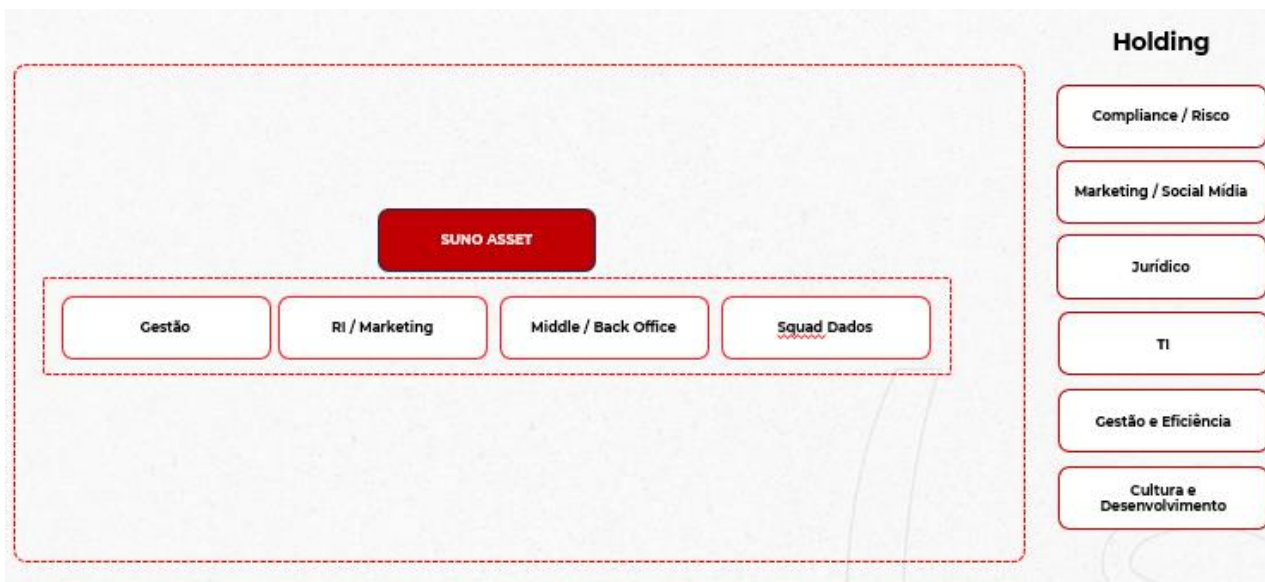 Holding
Compliance / Risco
Marketing / Social Mídia
SUNO ASSET
Jurídico
Gestão
RI / Marketing
Middle / Back Office
Squad Dados
TI
Gestão e Eficiência
Cultura e
Desenvolvimento